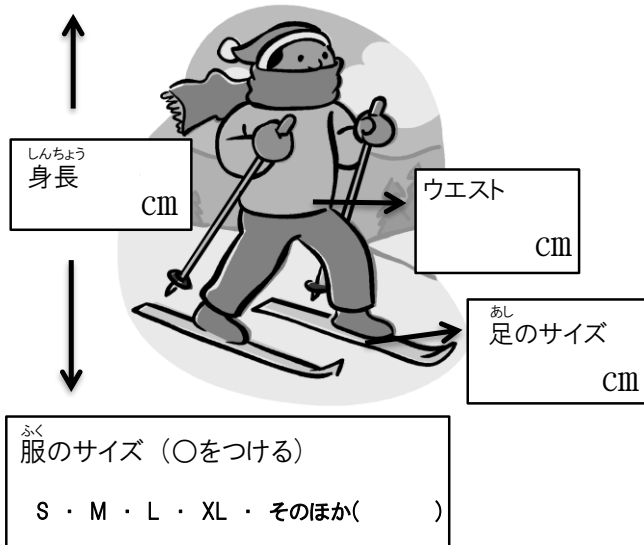 しんちょう
身長
cm
ウエスト
cm
あし
足のサイズ
cm
ふく
服のサイズ（○をつける）
S ・ M ・ L ・ XL ・ そのほか(　　　　)